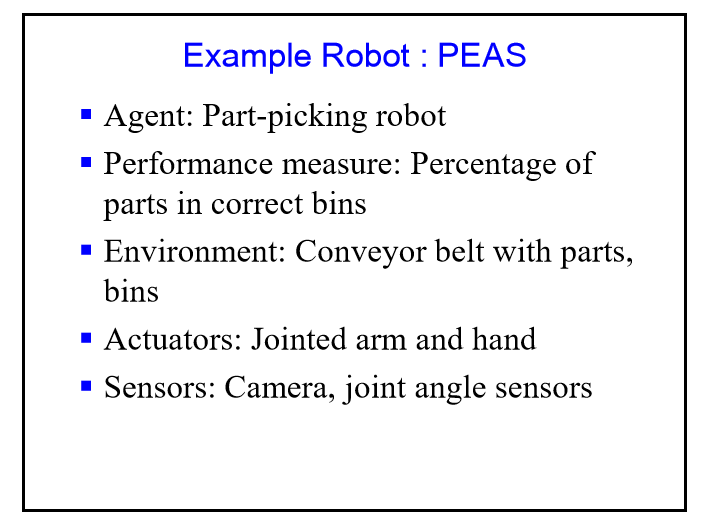 Example Robot : PEAS
Agent: Part-picking robot
Performance measure: Percentage of
parts in correct bins
Environment: Conveyor belt with parts,
bins
Actuators: Jointed arm and hand
Sensors: Camera, joint angle sensors